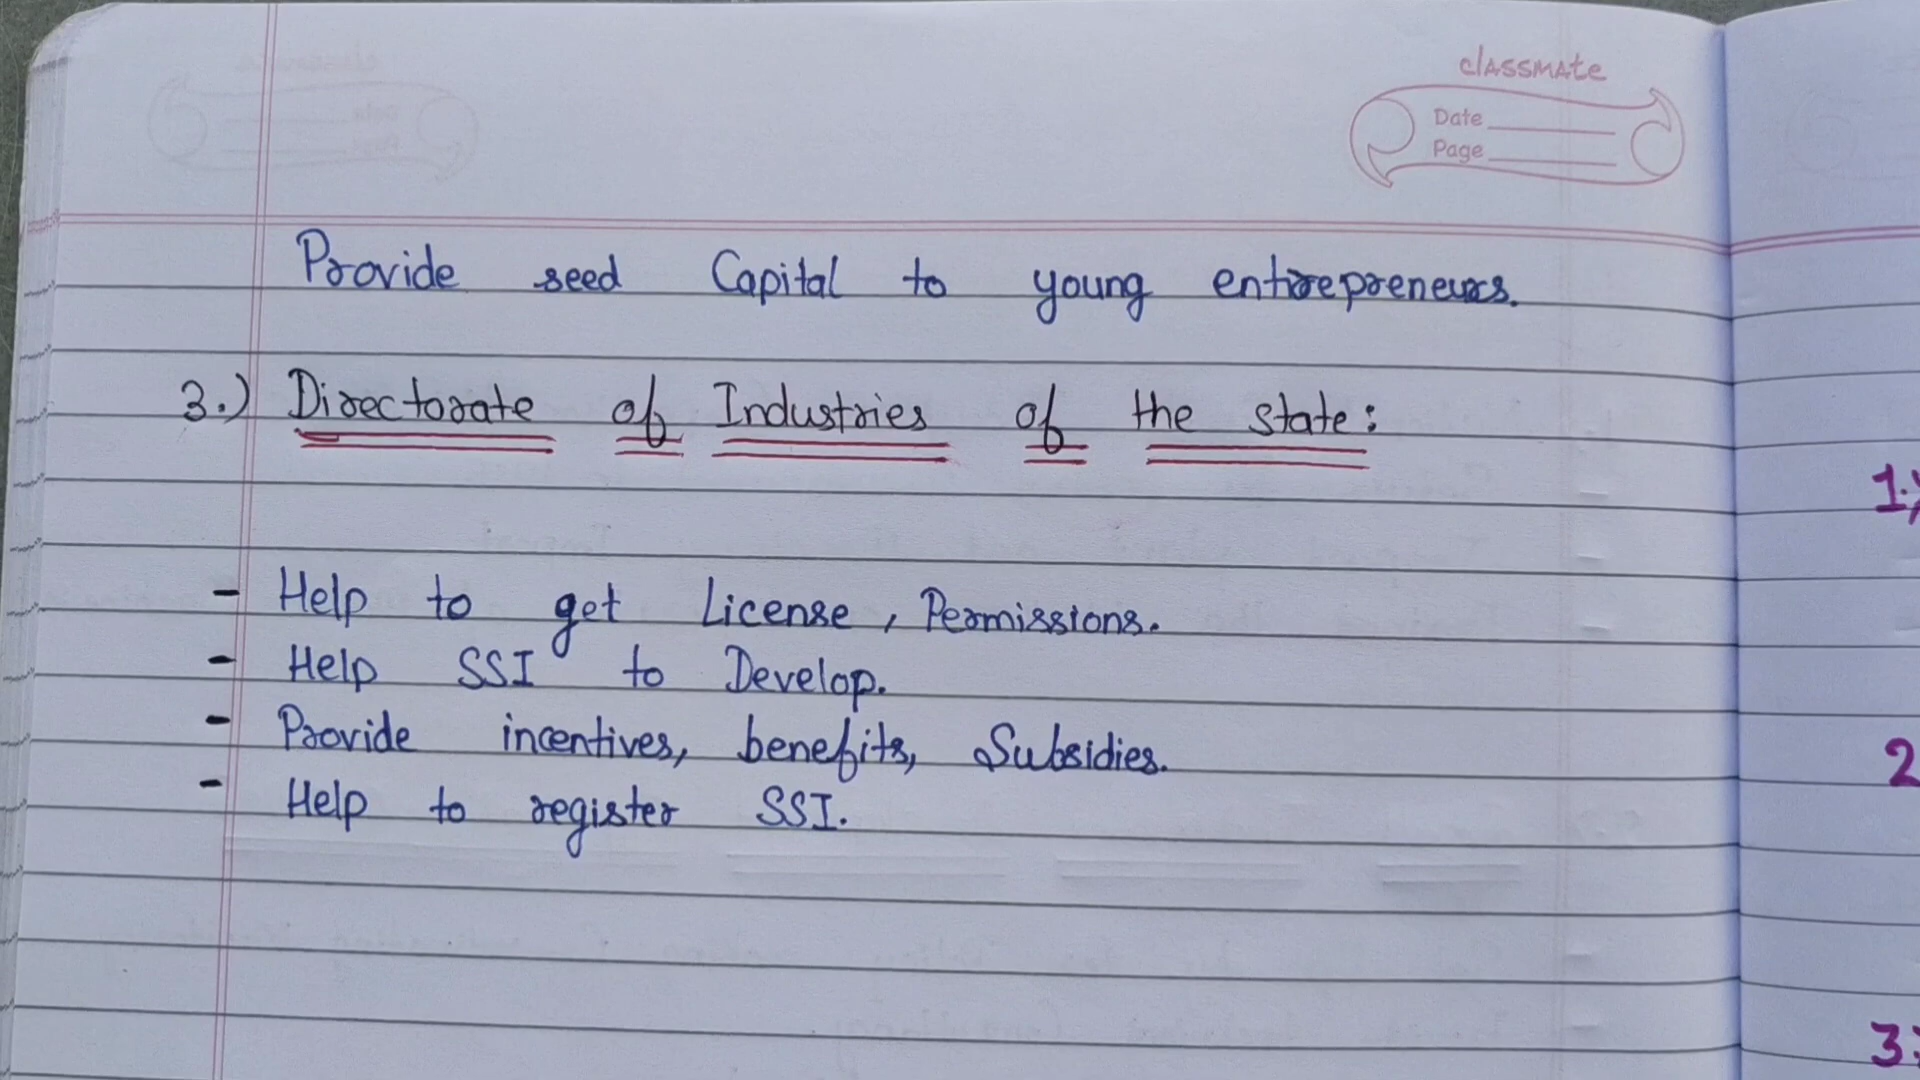 classmate
Date
Page
Provide seed Capital to young entrepreneurs.
3.) Directorate of Industries of the state:
- Help to get License, Permissions.
- Help SSI to Develop.
- Provide incentives, benefits, Subsidies.
- Help to register SSI.
1.)
2
3.